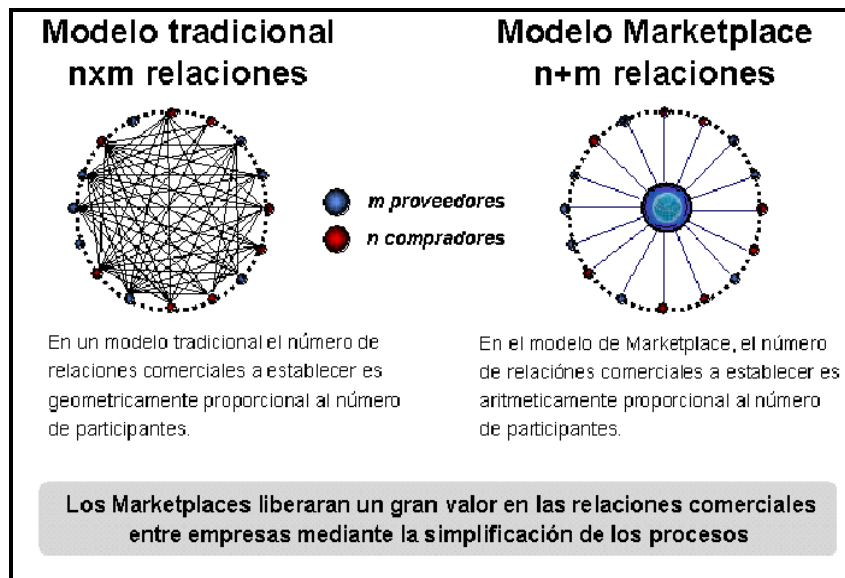 Modelo tradicional
nxm relaciones
Modelo Marketplace
n+m relaciones
m proveedores
n compradores
En un modelo tradicional el número de
relaciones comerciales a establecer es
geometricamente proporcional al número
de participantes.
En el modelo de Marketplace, el número
de relaciónes comerciales a establecer es
aritmeticamente proporcional al número
de participantes.
Los Marketplaces liberaran un gran valor en las relaciones comerciales
entre empresas mediante la simplificación de los procesos